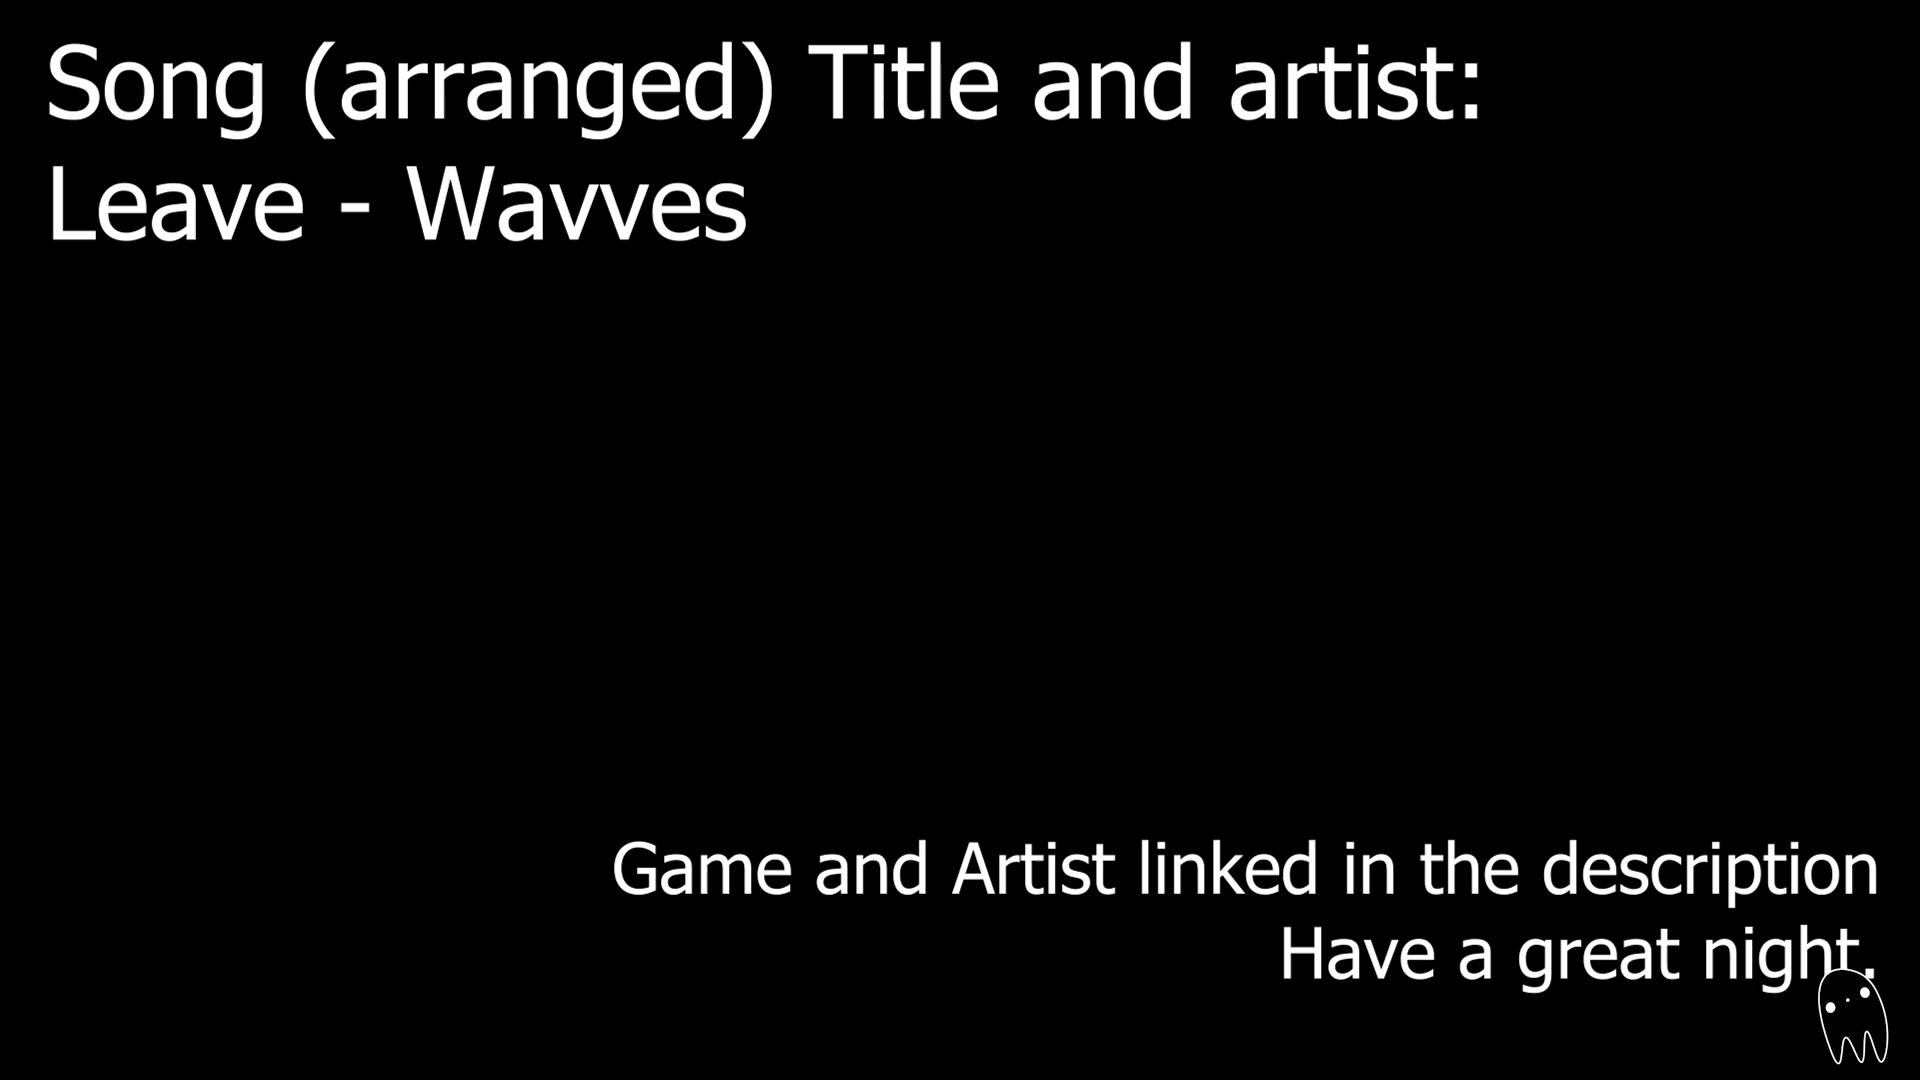 Song (arranged) Title and artist:
Leave - Wavves
Game and Artist linked in the description
Have a great night.